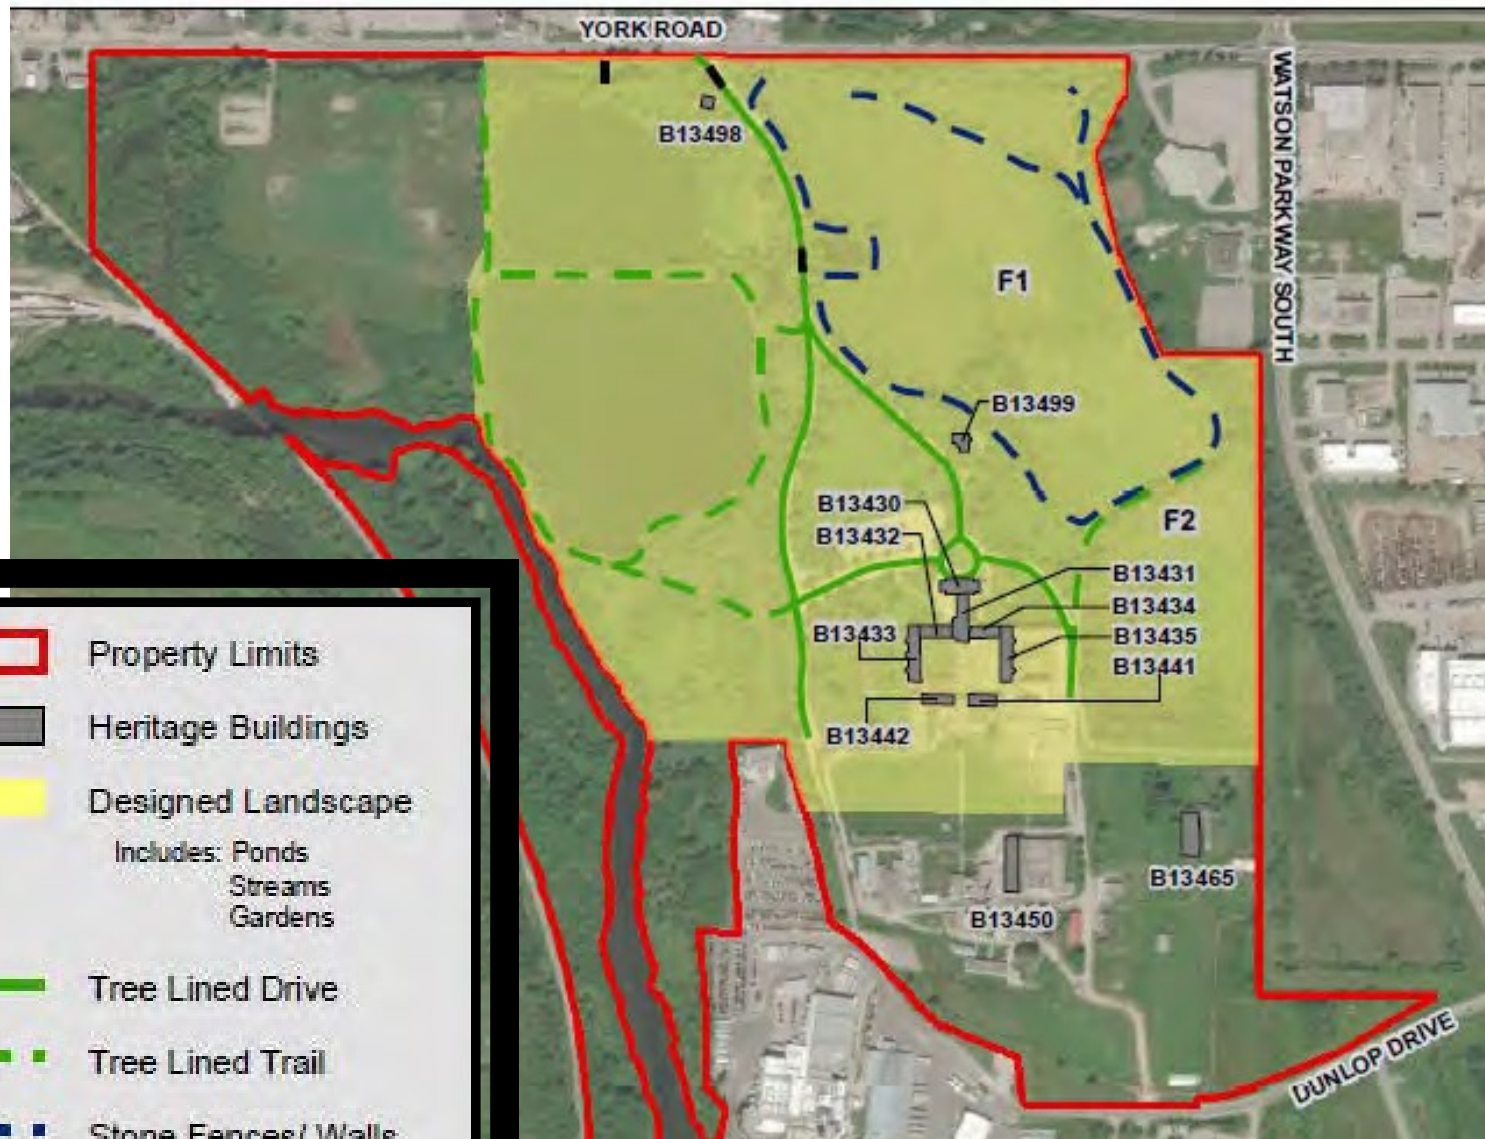 YORK ROAD
WATSON PARKWAY SOUTH
B13498
F1
B13499
B13430
F2
B13432
B13431
B13434
B13433
B13435
B13441
B13442
B13465
B13450
DUNLOP DRIVE
Property Limits
Heritage Buildings
Designed Landscape
Includes: Ponds
Streams
Gardens
Tree Lined Drive
Tree Lined Trail
Stone Fences/ Walls